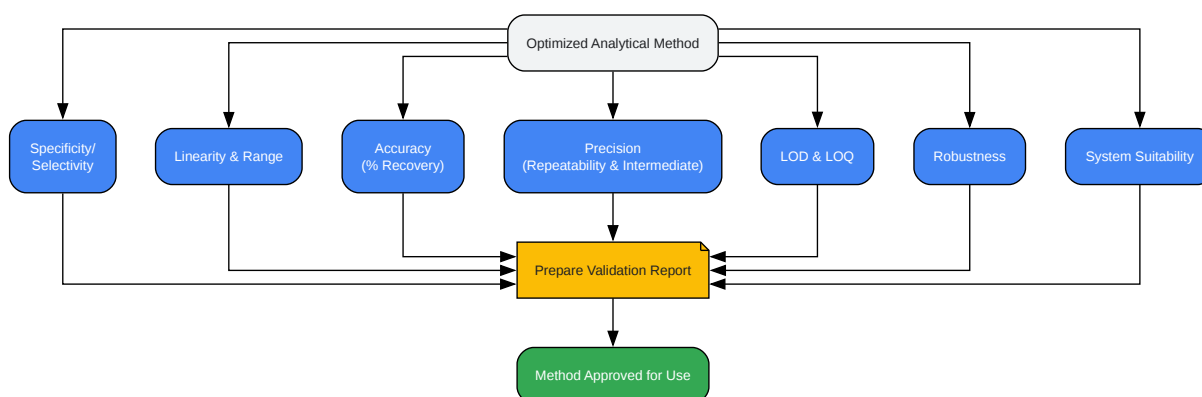 Optimized Analytical Method
Specificity/
Selectivity
Linearity & Range
Accuracy
(% Recovery)
Precision
(Repeatability & Intermediate)
LOD & LOQ
Robustness
System Suitability
Prepare Validation Report
Method Approved for Use